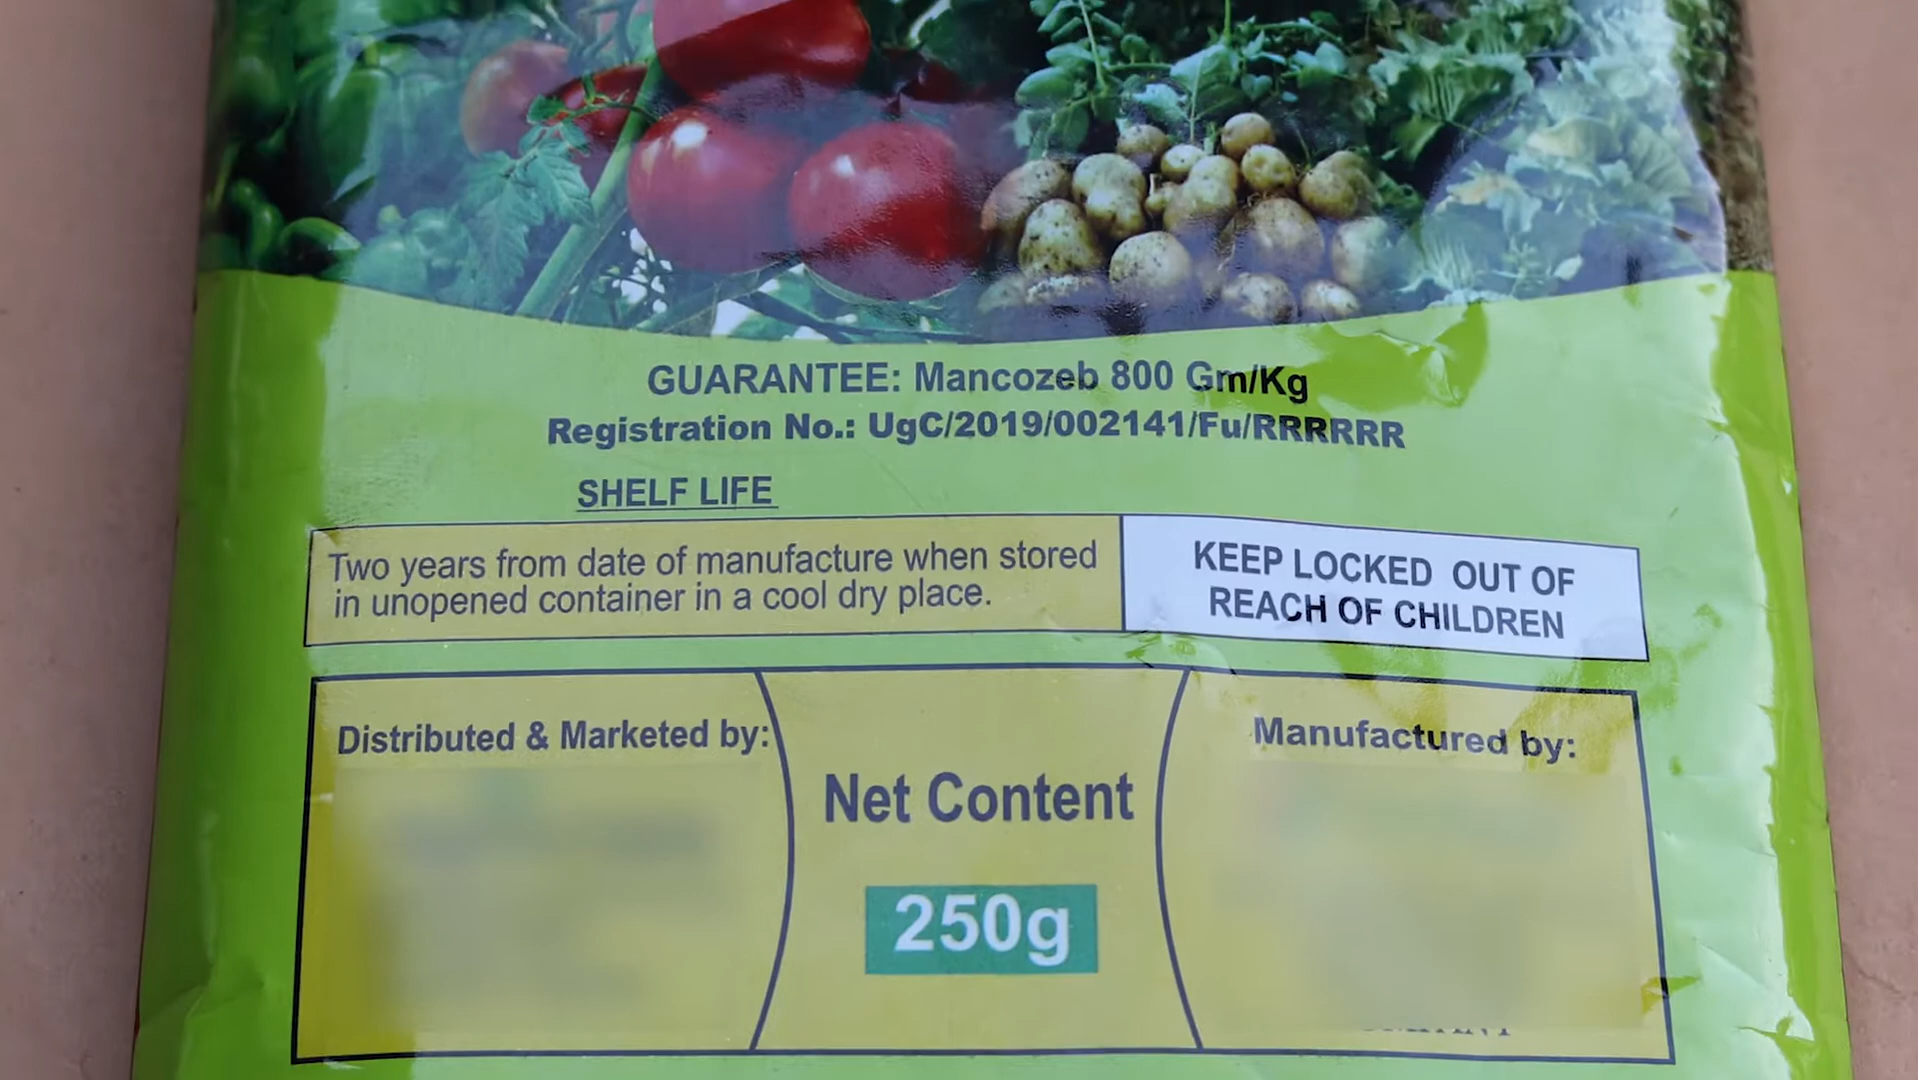 GUARANTEE: Mancozeb 800 Gm/Kg
Registration No.: UgC/2019/002141/Fu/RRRRRR
SHELF LIFE
Two years from date of manufacture when stored
in unopened container in a cool dry place.
KEEP LOCKED OUT OF
REACH OF CHILDREN
Distributed & Marketed by:
Net Content
250g
Manufactured by: